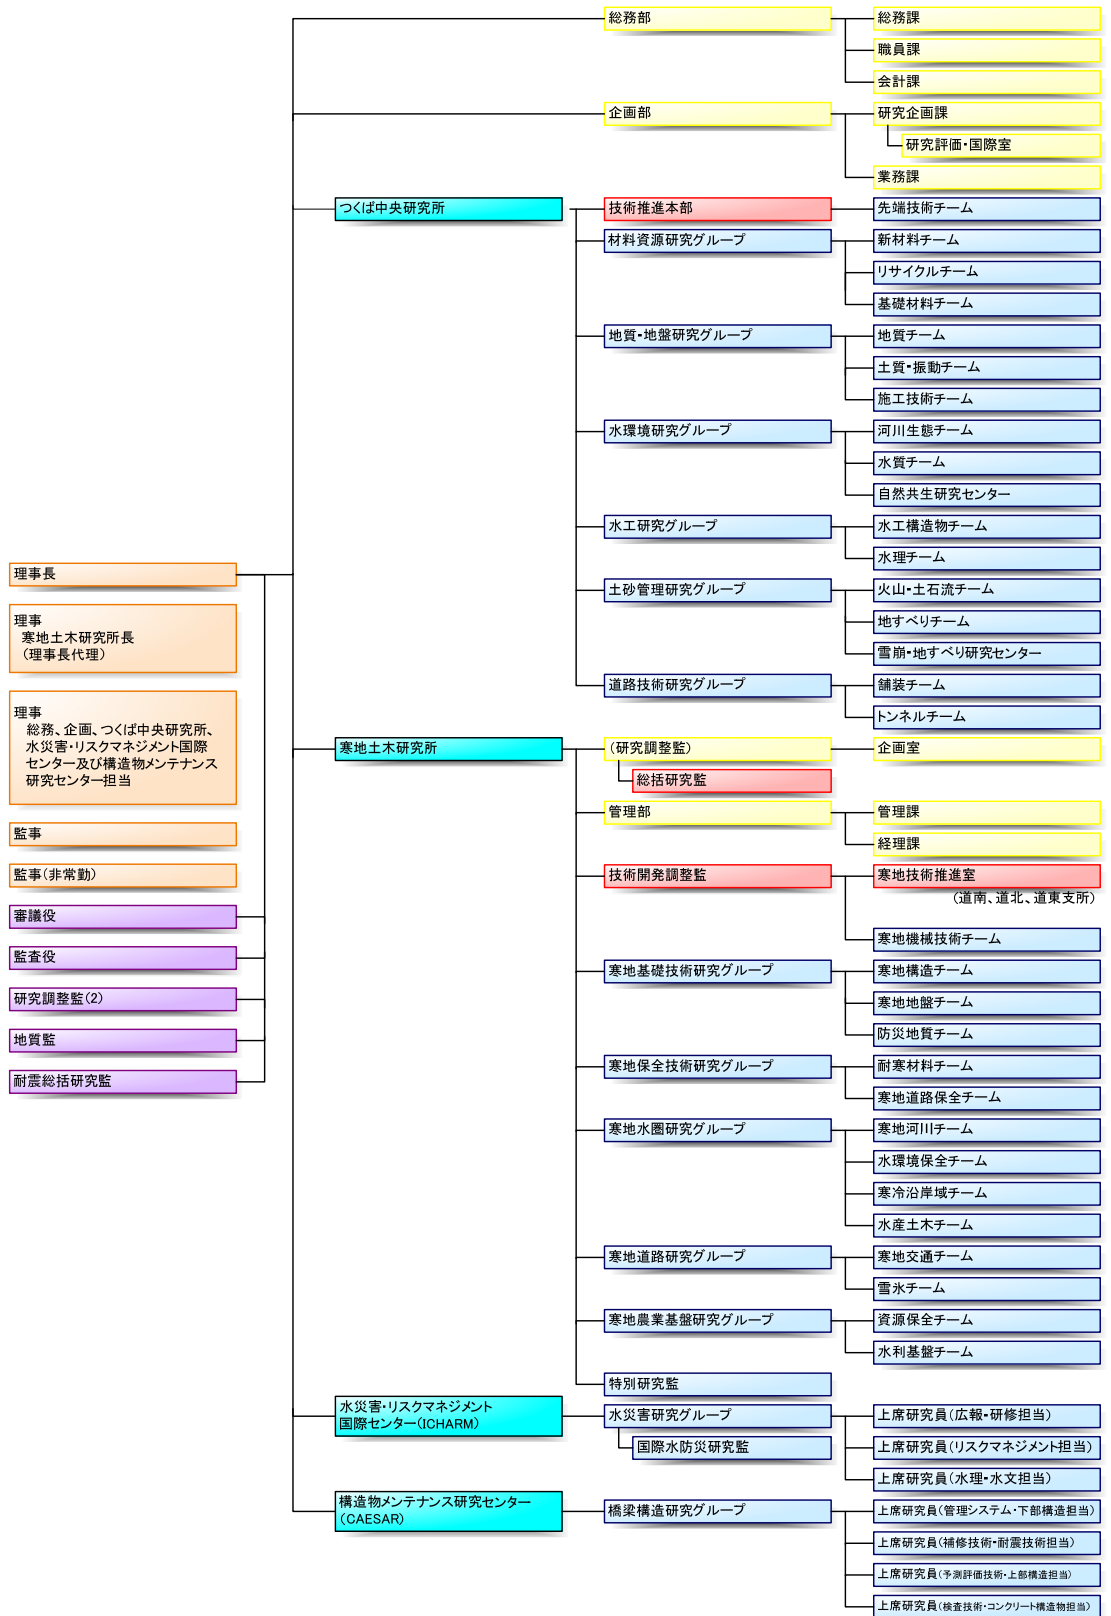 総務部
総務課
職員課
会計課
企画部
研究企画課
研究評価・国際室
業務課
つくば中央研究所
技術推進本部
先端技術チーム
材料資源研究グループ
新材料チーム
リサイクルチーム
基礎材料チーム
地質・地盤研究グループ
地質チーム
土質・振動チーム
施工技術チーム
水環境研究グループ
河川生態チーム
水質チーム
自然共生研究センター
水工研究グループ
水工構造物チーム
水理チーム
土砂管理研究グループ
火山・土石流チーム
地すべりチーム
雪崩・地すべり研究センター
道路技術研究グループ
舗装チーム
トンネルチーム
理事長
理事
寒地土木研究所長
（理事長代理）
理事
総務、企画、つくば中央研究所、
水災害・リスクマネジメント国際
センター及び構造物メンテナンス
研究センター担当
監事
監事（非常勤）
審議役
監査役
研究調整監（2）
地質監
耐震総括研究監
寒地土木研究所
（研究調整監）
企画室
総括研究監
管理部
管理課
経理課
技術開発調整監
寒地技術推進室
（道南、道北、道東支所）
寒地機械技術チーム
寒地基礎技術研究グループ
寒地構造チーム
寒地地盤チーム
防災地質チーム
寒地保全技術研究グループ
耐寒材料チーム
寒地道路保全チーム
寒地水圏研究グループ
寒地河川チーム
水環境保全チーム
寒冷沿岸域チーム
水産土木チーム
寒地道路研究グループ
寒地交通チーム
雪氷チーム
寒地農業基盤研究グループ
資源保全チーム
水利基盤チーム
特別研究監
水災害・リスクマネジメント
国際センター（ICHARM）
水災害研究グループ
国際水防災研究監
上席研究員（広報・研修担当）
上席研究員（リスクマネジメント担当）
上席研究員（水理・水文担当）
構造物メンテナンス研究センター
（CAESAR）
橋梁構造研究グループ
上席研究員（管理システム・下部構造担当）
上席研究員（補修技術・耐震技術担当）
上席研究員（予測評価技術・上部構造担当）
上席研究員（検査技術・コンクリート構造物担当）